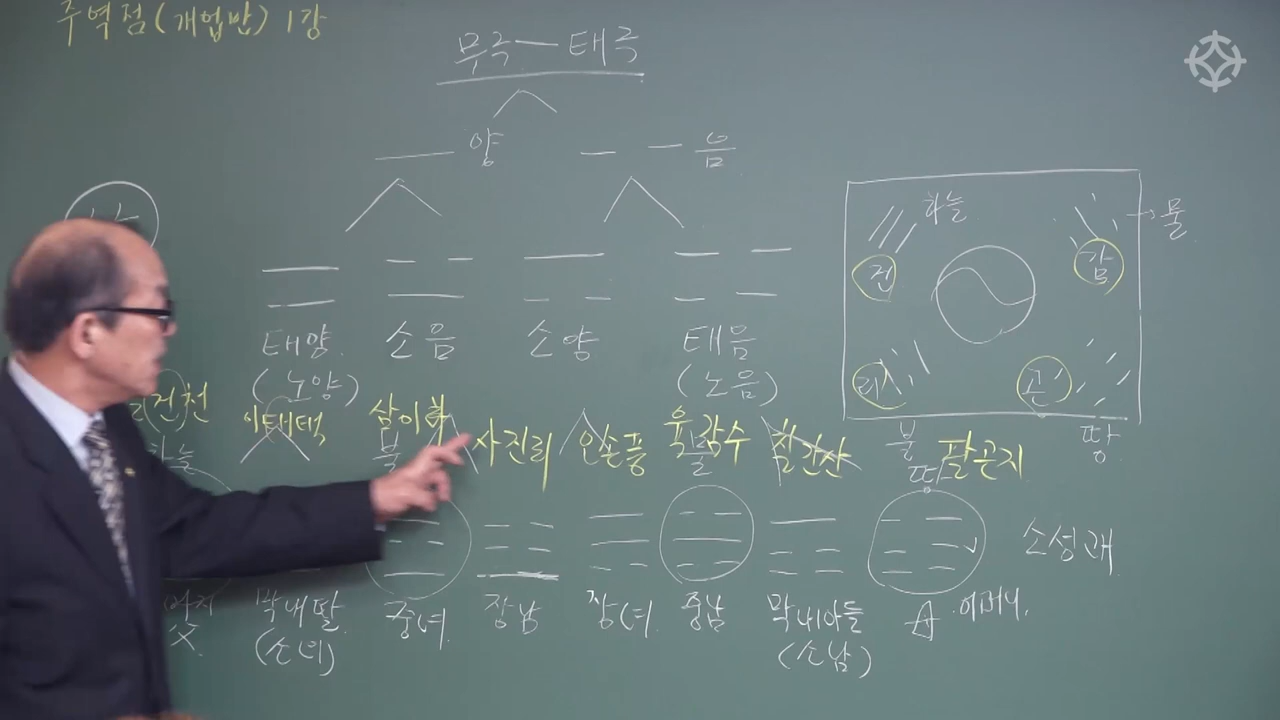 주역점(개업반) 1강
무극 — 태극
양 음
태양 소음 소양 태음
(노양) (노음)
건천 이태택 삼이화 사진뢰 오손풍 육감수 칠간산 팔곤지
하늘 불 물 땅
막내딸 중녀 장남 장녀 중남 막내아들 母 어머니
父 (소녀) (소남)
소성괘
하늘 물
건 감
리 곤
불 땅